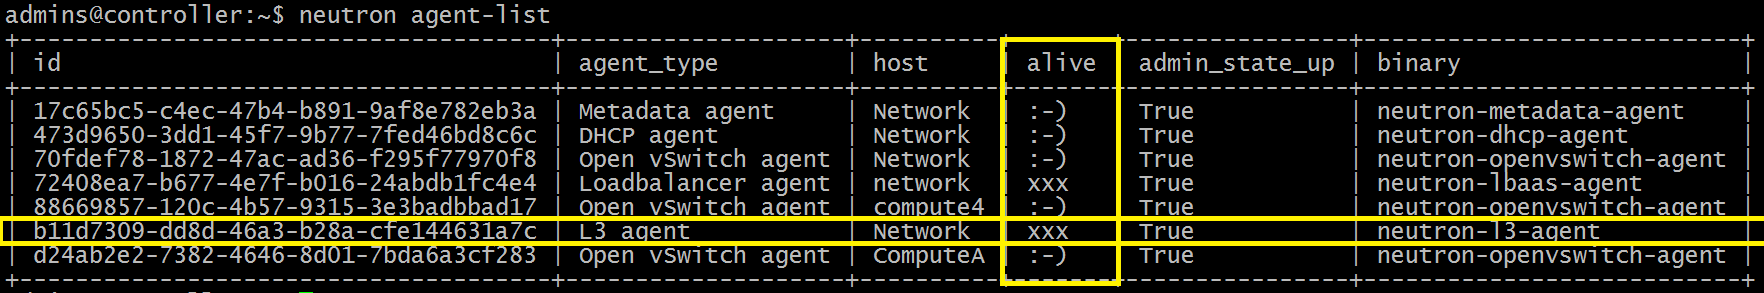 admins@controller:~$ neutron agent-list
+--------------------------------------+--------------------+----------+-------+----------------+---------------------------+
| id | agent_type | host | alive | admin_state_up | binary |
+--------------------------------------+--------------------+----------+-------+----------------+---------------------------+
| 17c65bc5-c4ec-47b4-b891-9af8e782eb3a | Metadata agent | Network | :-) | True | neutron-metadata-agent |
| 473d9650-3dd1-45f7-9b77-7fed46bd8c6c | DHCP agent | Network | :-) | True | neutron-dhcp-agent |
| 70fdef78-1872-47ac-ad36-f295f77970f8 | Open vSwitch agent | Network | :-) | True | neutron-openvswitch-agent |
| 72408ea7-b677-4e7f-b016-24abdb1fc4e4 | Loadbalancer agent | network | xxx | True | neutron-lbaas-agent |
| 88669857-120c-4b57-9315-3e3badbbad17 | Open vSwitch agent | compute4 | :-) | True | neutron-openvswitch-agent |
| b11d7309-dd8d-46a3-b28a-cfe144631a7c | L3 agent | Network | xxx | True | neutron-l3-agent |
| d24ab2e2-7382-4646-8d01-7bda6a3cf283 | Open vSwitch agent | ComputeA | :-) | True | neutron-openvswitch-agent |
+--------------------------------------+--------------------+----------+-------+----------------+---------------------------+